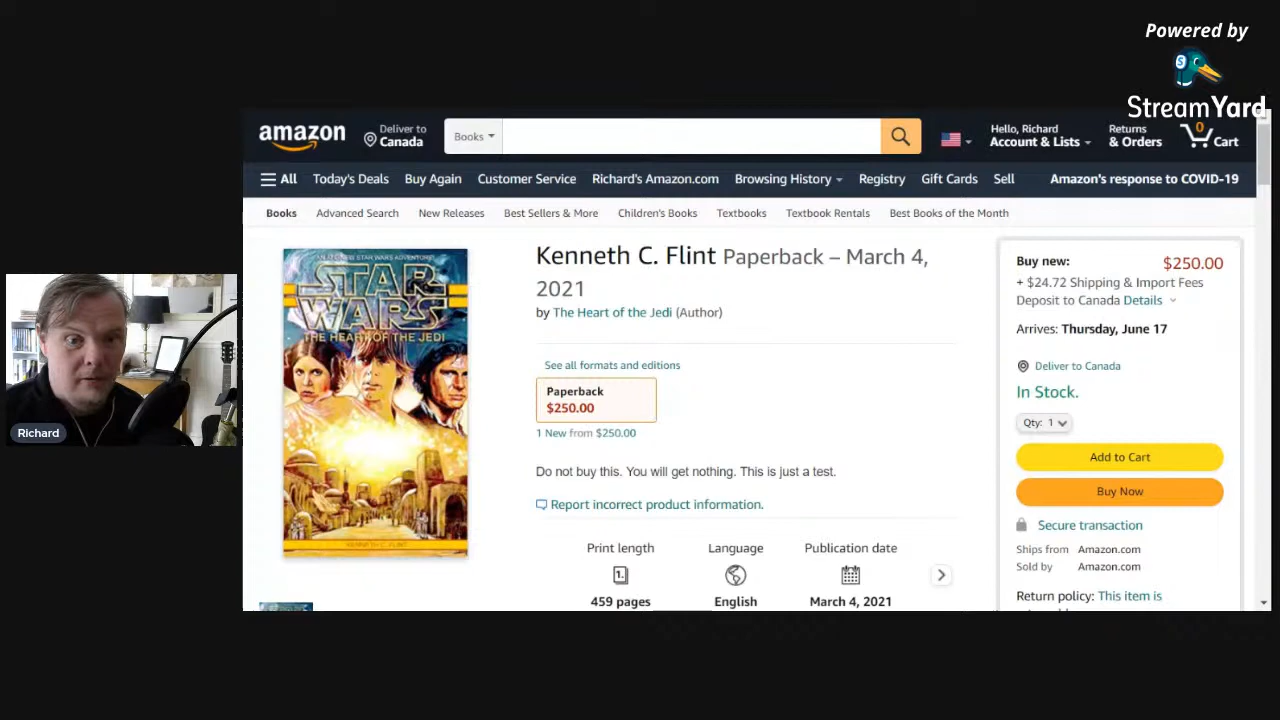 Powered by
StreamYard
amazon
Deliver to
Canada
Books
Hello, Richard
Account & Lists
Returns
& Orders
0
Cart
All
Today's Deals
Buy Again
Customer Service
Richard's Amazon.com
Browsing History
Registry
Gift Cards
Sell
Amazon's response to COVID-19
Books
Advanced Search
New Releases
Best Sellers & More
Children's Books
Textbooks
Textbook Rentals
Best Books of the Month
STAR
WARS
THE HEART OF THE JEDI
KENNETH C. FLINT
Kenneth C. Flint Paperback – March 4,
2021
by The Heart of the Jedi (Author)
See all formats and editions
Paperback
$250.00
1 New from $250.00
Do not buy this. You will get nothing. This is just a test.
Report incorrect product information.
Print length
1.
459 pages
Language
English
Publication date
March 4, 2021
Buy new:
$250.00
+ $24.72 Shipping & Import Fees
Deposit to Canada Details
Arrives: Thursday, June 17
Deliver to Canada
In Stock.
Qty: 1
Add to Cart
Buy Now
Secure transaction
Ships from Amazon.com
Sold by Amazon.com
Return policy: This item is
Richard